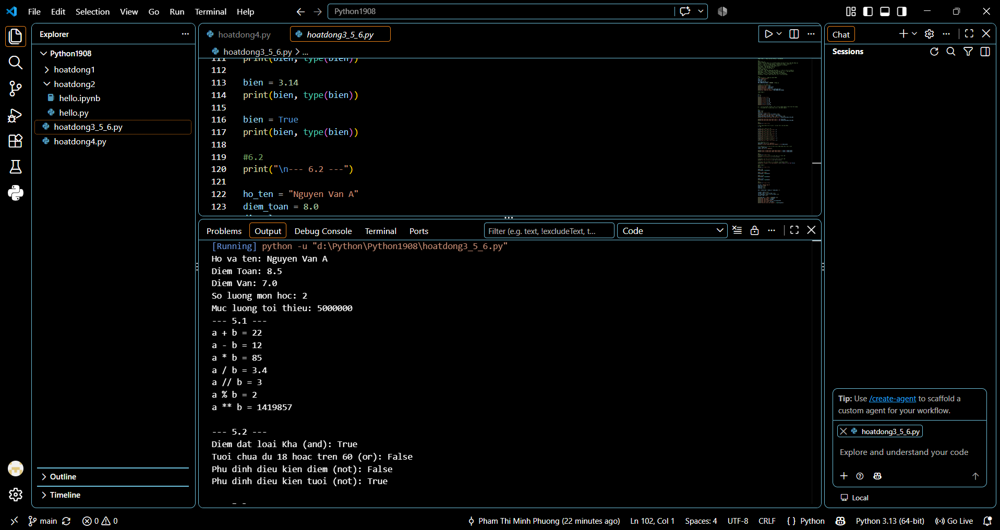 File Edit Selection View Go Run Terminal Help
Python1908
Explorer
Python1908
hoatdong1
hoatdong2
hello.ipynb
hello.py
hoatdong3_5_6.py
hoatdong4.py
Outline
Timeline
hoatdong4.py
hoatdong3_5_6.py
hoatdong3_5_6.py > ...
111 print(bien, type(bien))
112
113 bien = 3.14
114 print(bien, type(bien))
115
116 bien = True
117 print(bien, type(bien))
118
119 #6.2
120 print("\n--- 6.2 ---")
121
122 ho_ten = "Nguyen Van A"
123 diem_toan = 8.0
Problems Output Debug Console Terminal Ports
Filter (e.g. text, !excludeText, t...
Code
[Running] python -u "d:\Python\Python1908\hoatdong3_5_6.py"
Ho va ten: Nguyen Van A
Diem Toan: 8.5
Diem Van: 7.0
So luong mon hoc: 2
Muc luong toi thieu: 5000000
--- 5.1 ---
a + b = 22
a - b = 12
a * b = 85
a / b = 3.4
a // b = 3
a % b = 2
a ** b = 1419857
--- 5.2 ---
Diem dat loai Kha (and): True
Tuoi chua du 18 hoac tren 60 (or): False
Phu dinh dieu kien diem (not): False
Phu dinh dieu kien tuoi (not): True
Chat
Sessions
Tip: Use /create-agent to scaffold a
custom agent for your workflow.
hoatdong3_5_6.py
Explore and understand your code
Local
main
0 0
Pham Thi Minh Phuong (22 minutes ago)
Ln 102, Col 1
Spaces: 4
UTF-8
CRLF
{ } Python
Python 3.13 (64-bit)
Go Live